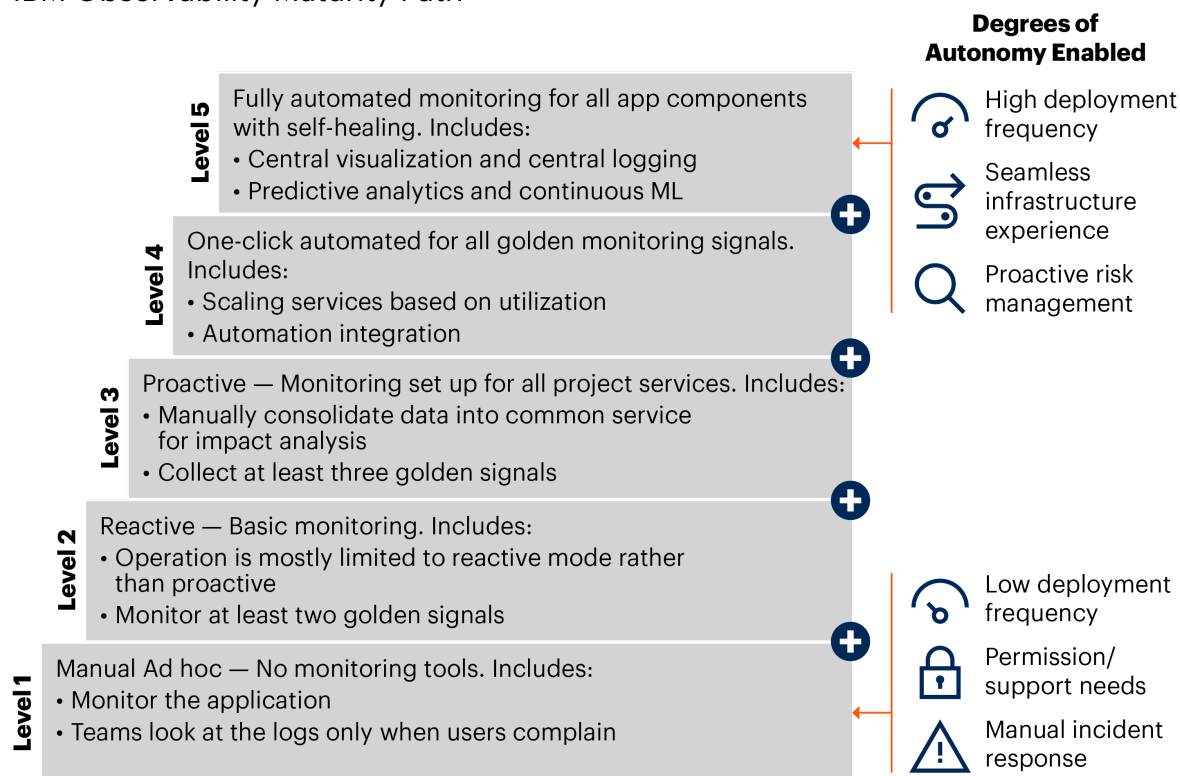 IBM Observability Maturity Path
Degrees of
Autonomy Enabled
Level 5
Fully automated monitoring for all app components
with self-healing. Includes:
• Central visualization and central logging
• Predictive analytics and continuous ML
High deployment
frequency
Seamless
infrastructure
experience
Proactive risk
management
Level 4
One-click automated for all golden monitoring signals.
Includes:
• Scaling services based on utilization
• Automation integration
Level 3
Proactive — Monitoring set up for all project services. Includes:
• Manually consolidate data into common service
for impact analysis
• Collect at least three golden signals
Level 2
Reactive — Basic monitoring. Includes:
• Operation is mostly limited to reactive mode rather
than proactive
• Monitor at least two golden signals
Level 1
Manual Ad hoc — No monitoring tools. Includes:
• Monitor the application
• Teams look at the logs only when users complain
Low deployment
frequency
Permission/
support needs
Manual incident
response